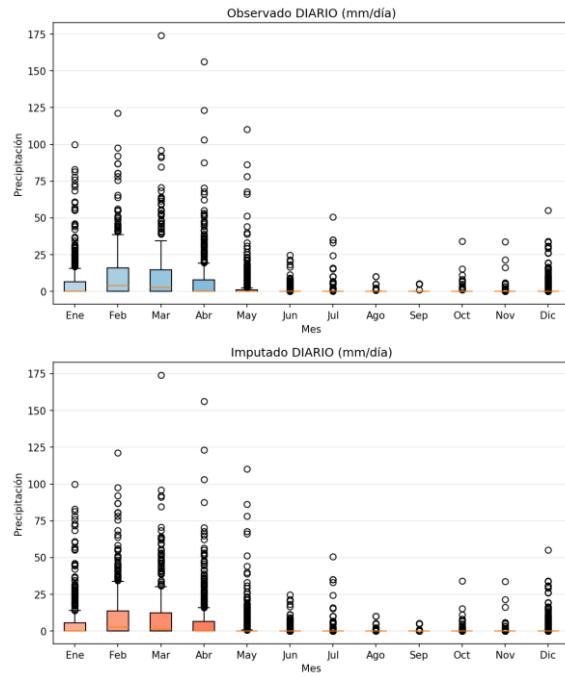 Observado DIARIO (mm/día)
175
150
125
100
75
50
25
0
Precipitación
Ene Feb Mar Abr May Jun Jul Ago Sep Oct Nov Dic
Mes
Imputado DIARIO (mm/día)
175
150
125
100
75
50
25
0
Precipitación
Ene Feb Mar Abr May Jun Jul Ago Sep Oct Nov Dic
Mes